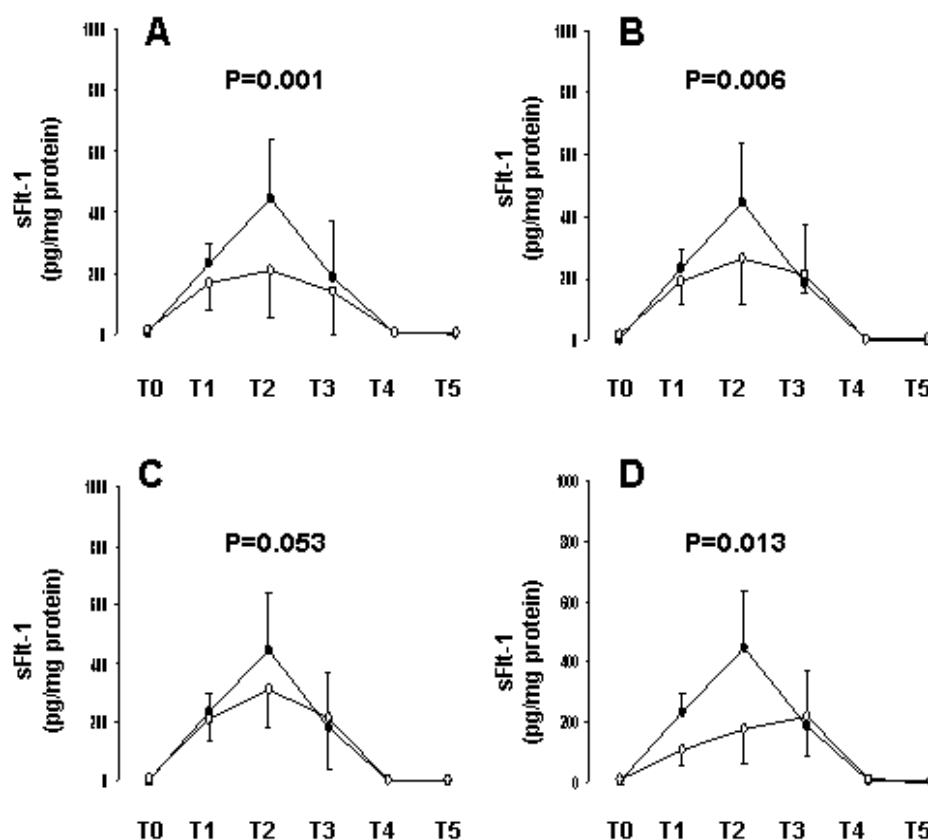 A
P=0.001
sFlt-1
(pg/mg protein)
T0 T1 T2 T3 T4 T5
B
P=0.006
sFlt-1
(pg/mg protein)
T0 T1 T2 T3 T4 T5
C
P=0.053
sFlt-1
(pg/mg protein)
T0 T1 T2 T3 T4 T5
D
P=0.013
1000
800
600
400
200
0
sFlt-1
(pg/mg protein)
T0 T1 T2 T3 T4 T5